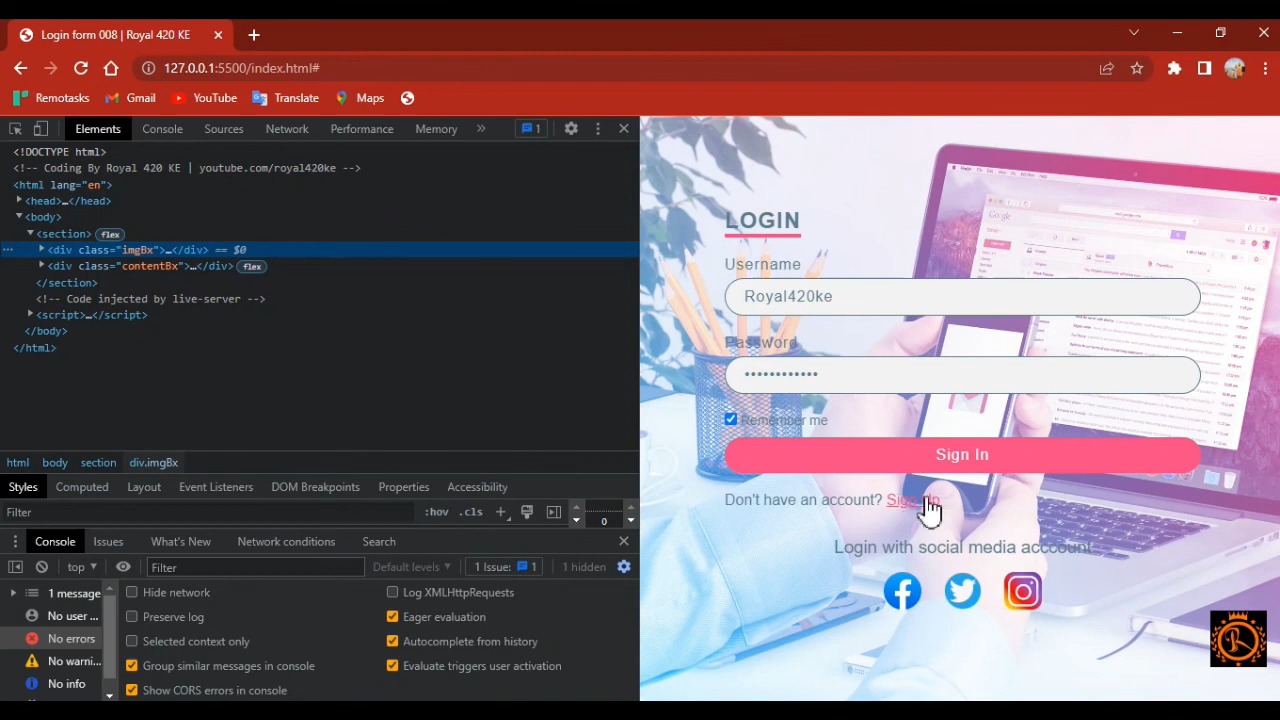 Login form 008 | Royal 420 KE
127.0.0.1:5500/index.html#
Remotasks Gmail YouTube Translate Maps
Elements Console Sources Network Performance Memory » 1
<!DOCTYPE html>
<!-- Coding By Royal 420 KE | youtube.com/royal420ke -->
<html lang="en">
<head>…</head>
<body>
<section> flex
··· <div class="imgBx">…</div> == $0
<div class="contentBx">…</div> flex
</section>
<!-- Code injected by live-server -->
<script>…</script>
</body>
</html>
html body section div.imgBx
Styles Computed Layout Event Listeners DOM Breakpoints Properties Accessibility
Filter :hov .cls + 0
Console Issues What's New Network conditions Search
top Filter Default levels 1 Issue: 1 1 hidden
1 message
No user ...
No errors
No warni...
No info
Hide network
Preserve log
Selected context only
Group similar messages in console
Show CORS errors in console
Log XMLHttpRequests
Eager evaluation
Autocomplete from history
Evaluate triggers user activation
LOGIN
Username
Royal420ke
Password
••••••••••••
Remember me
Sign In
Don't have an account? Sign Up
Login with social media acccount
R